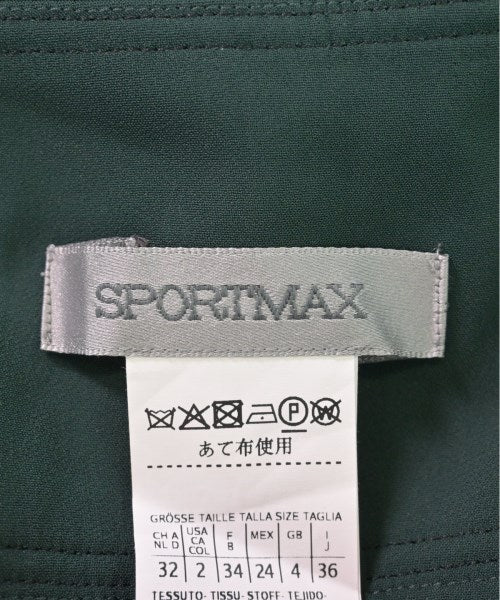 SPORTMAX
P W
あて布使用
GRÖSSE TAILLE TALLA SIZE TAGLIA
CH A NL D USA CA COL F B MEX GB I J
32 2 34 24 4 36
TESSUTO- TISSU- STOFF- TEJIDO-